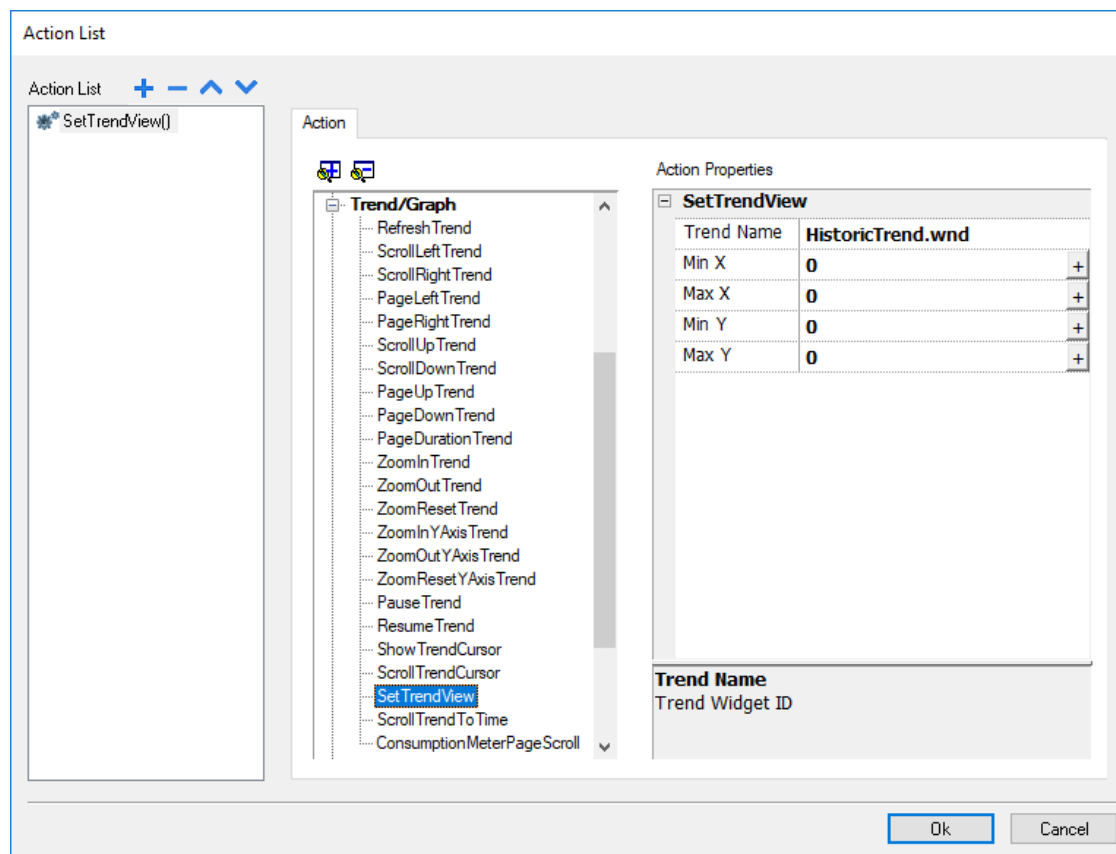 Action List
Action List
SetTrendView()
Action
Trend/Graph
RefreshTrend
ScrollLeftTrend
ScrollRightTrend
PageLeftTrend
PageRightTrend
ScrollUpTrend
ScrollDownTrend
PageUpTrend
PageDownTrend
PageDurationTrend
ZoomInTrend
ZoomOutTrend
ZoomResetTrend
ZoomInYAxisTrend
ZoomOutYAxisTrend
ZoomResetYAxisTrend
PauseTrend
ResumeTrend
ShowTrendCursor
ScrollTrendCursor
SetTrendView
ScrollTrendToTime
ConsumptionMeterPageScroll
Action Properties
SetTrendView
Trend Name HistoricTrend.wnd
Min X 0 +
Max X 0 +
Min Y 0 +
Max Y 0 +
Trend Name
Trend Widget ID
Ok Cancel